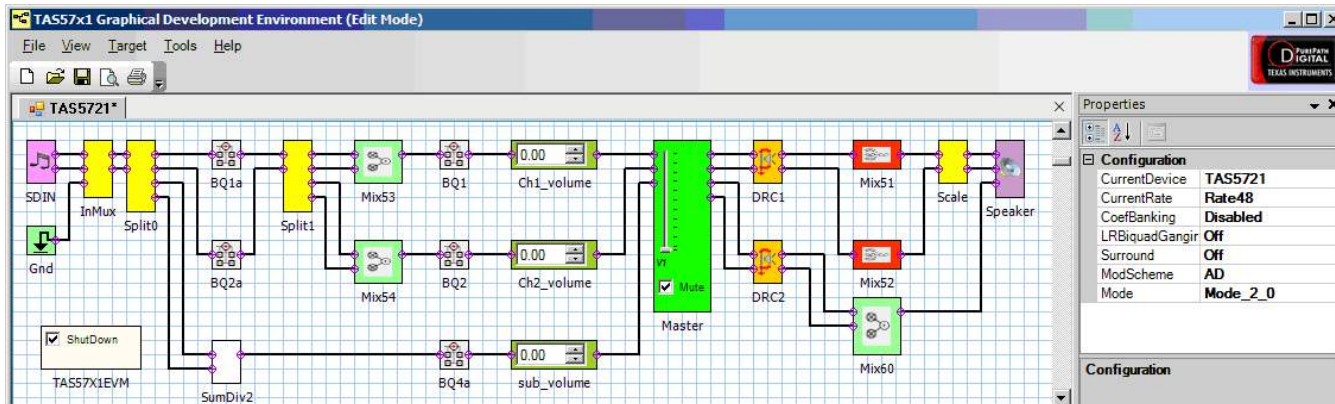 TAS57x1 Graphical Development Environment (Edit Mode)
File View Target Tools Help
PUREPATH
DIGITAL
TEXAS INSTRUMENTS
TAS5721*
SDIN
InMux
Split0
BQ1a
Split1
Mix53
BQ1
0.00
Ch1_volume
DRC1
Mix51
Scale
Speaker
Gnd
BQ2a
Mix54
BQ2
0.00
Ch2_volume
V1
Mute
Master
DRC2
Mix52
ShutDown
TAS57X1EVM
SumDiv2
BQ4a
0.00
sub_volume
Mix60
Properties
Configuration
CurrentDevice TAS5721
CurrentRate Rate48
CoefBanking Disabled
LRBiquadGangir Off
Surround Off
ModScheme AD
Mode Mode_2_0
Configuration